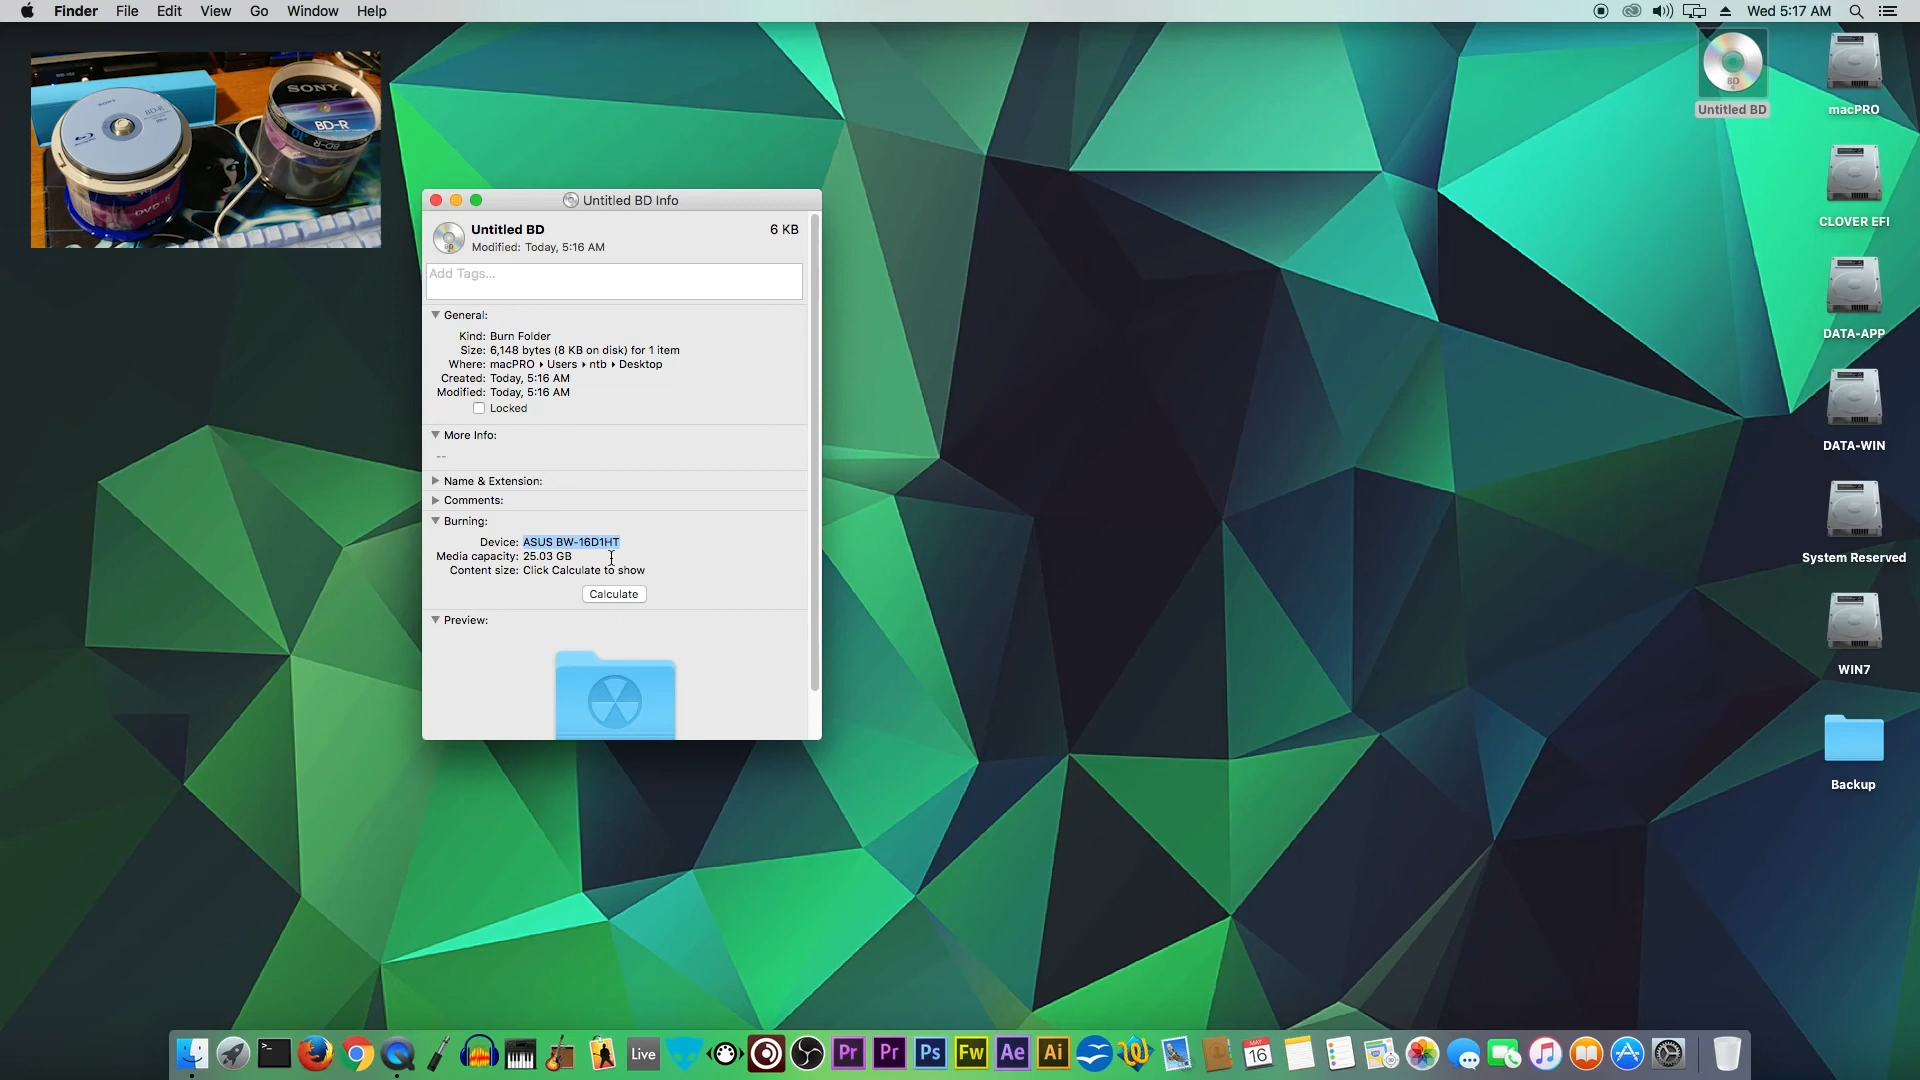 Finder File Edit View Go Window Help
Wed 5:17 AM
SONY
BD-R
SONY
BD-R
DVD-R
Untitled BD
macPRO
CLOVER EFI
DATA-APP
DATA-WIN
System Reserved
WIN7
Backup
Untitled BD Info
Untitled BD 6 KB
Modified: Today, 5:16 AM
Add Tags...
General:
Kind: Burn Folder
Size: 6,148 bytes (8 KB on disk) for 1 item
Where: macPRO ▸ Users ▸ ntb ▸ Desktop
Created: Today, 5:16 AM
Modified: Today, 5:16 AM
Locked
More Info:
--
Name & Extension:
Comments:
Burning:
Device: ASUS BW-16D1HT
Media capacity: 25.03 GB
Content size: Click Calculate to show
Calculate
Preview:
Live Pr Pr Ps Fw Ae Ai MAY 16